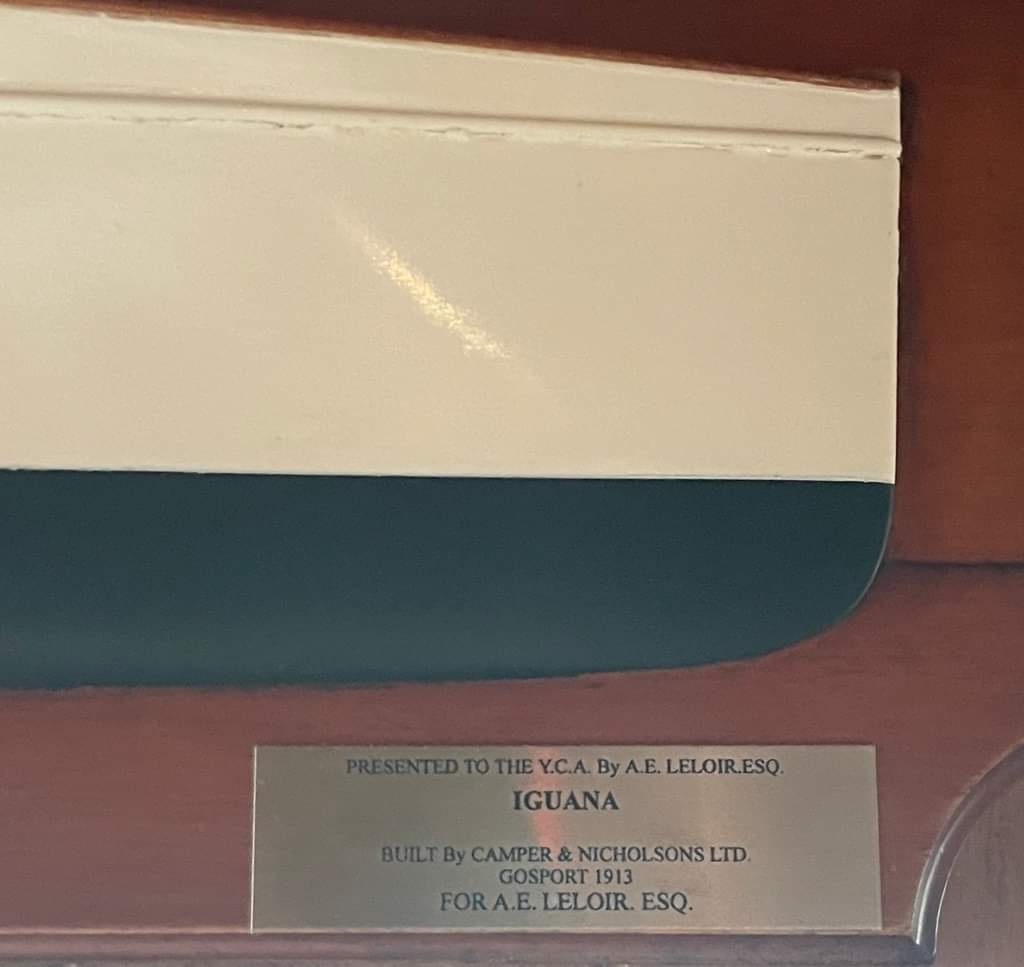 PRESENTED TO THE Y.C.A. By A.E. LELOIR.ESQ.
IGUANA
BUILT By CAMPER & NICHOLSONS LTD.
GOSPORT 1913
FOR A.E. LELOIR. ESQ.